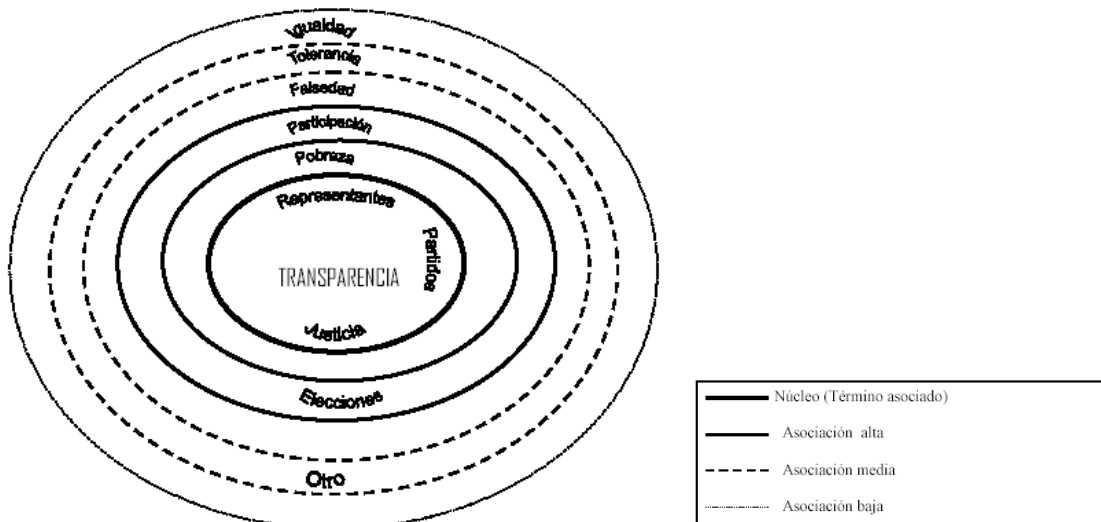 Igualdad
Tolerancia
Falsedad
Participación
Pobraza
Representantes
Partidos
TRANSPARENCIA
Justicia
Elecciones
Otro
Núcleo (Término asociado)
Asociación alta
Asociación media
Asociación baja